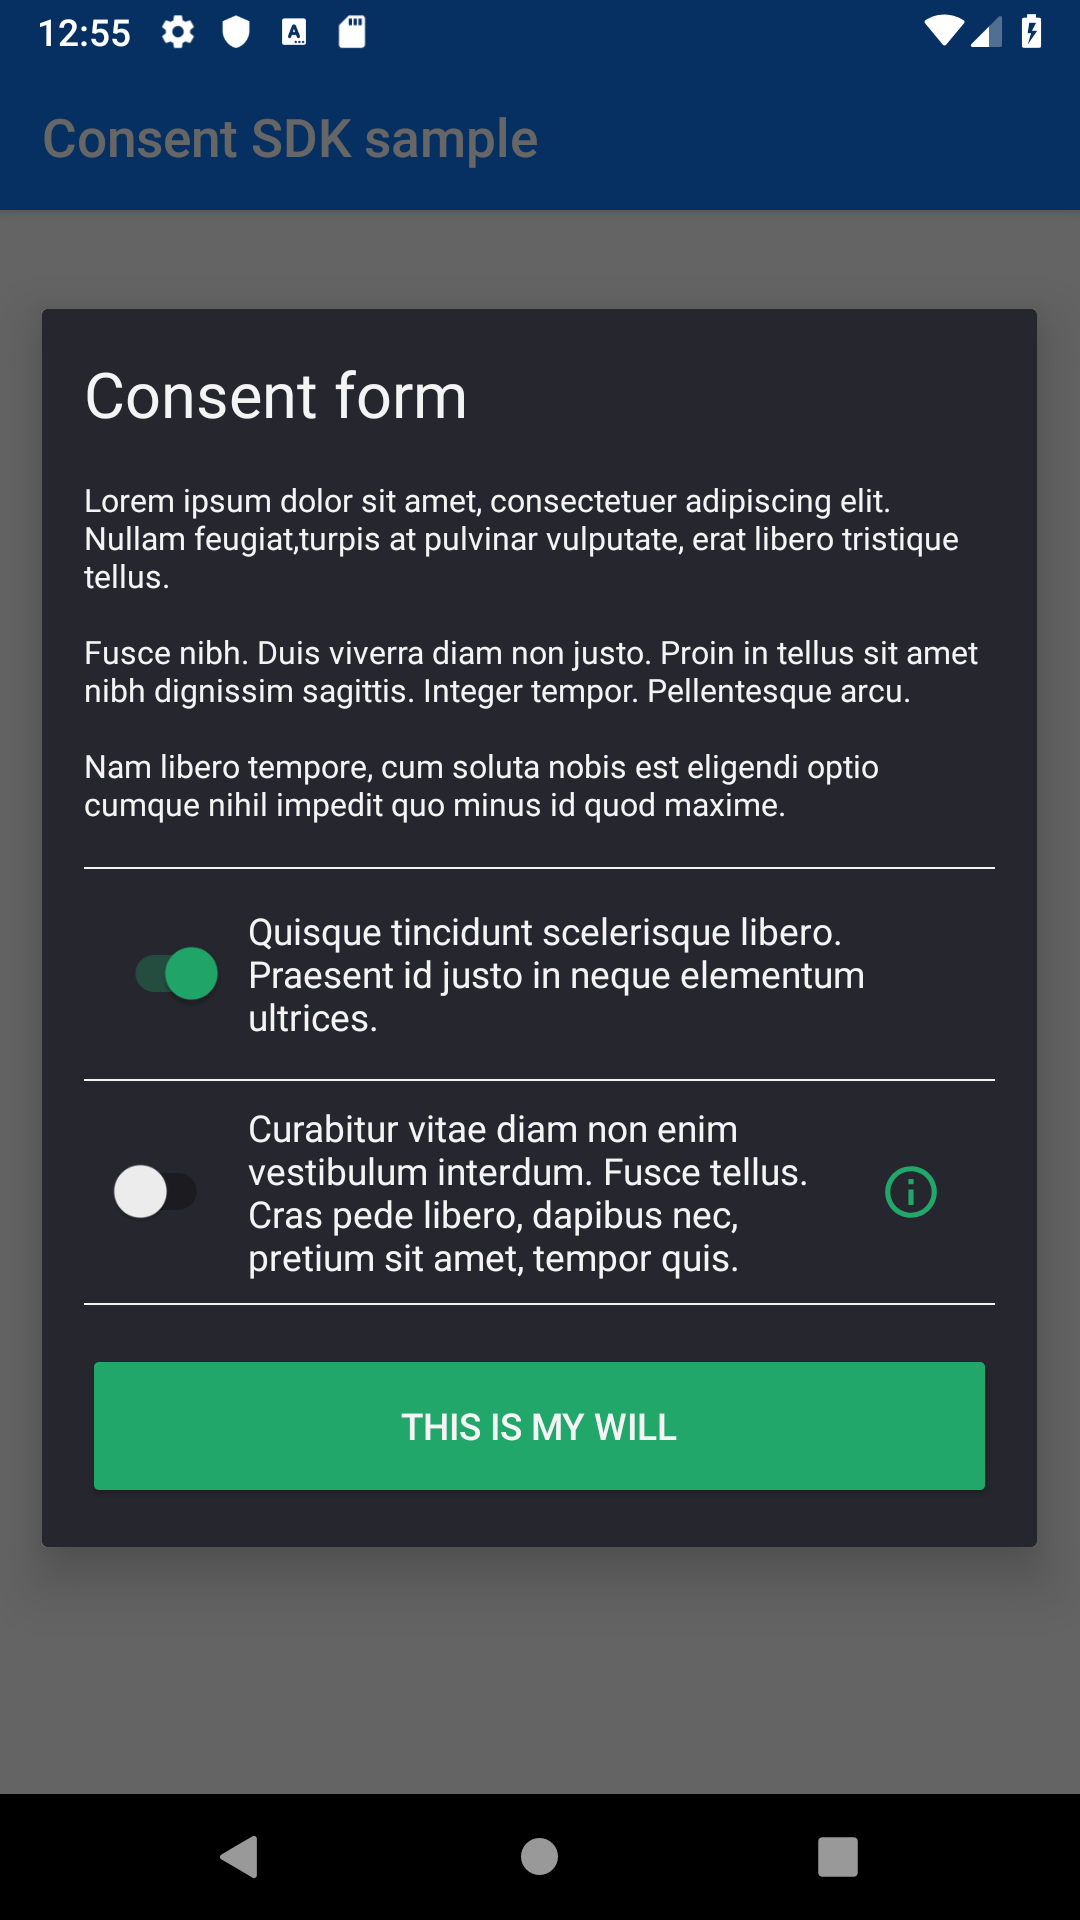 12:55
Consent SDK sample
Consent form
Lorem ipsum dolor sit amet, consectetuer adipiscing elit.
Nullam feugiat,turpis at pulvinar vulputate, erat libero tristique
tellus.
Fusce nibh. Duis viverra diam non justo. Proin in tellus sit amet
nibh dignissim sagittis. Integer tempor. Pellentesque arcu.
Nam libero tempore, cum soluta nobis est eligendi optio
cumque nihil impedit quo minus id quod maxime.
Quisque tincidunt scelerisque libero.
Praesent id justo in neque elementum
ultrices.
Curabitur vitae diam non enim
vestibulum interdum. Fusce tellus.
Cras pede libero, dapibus nec,
pretium sit amet, tempor quis.
THIS IS MY WILL